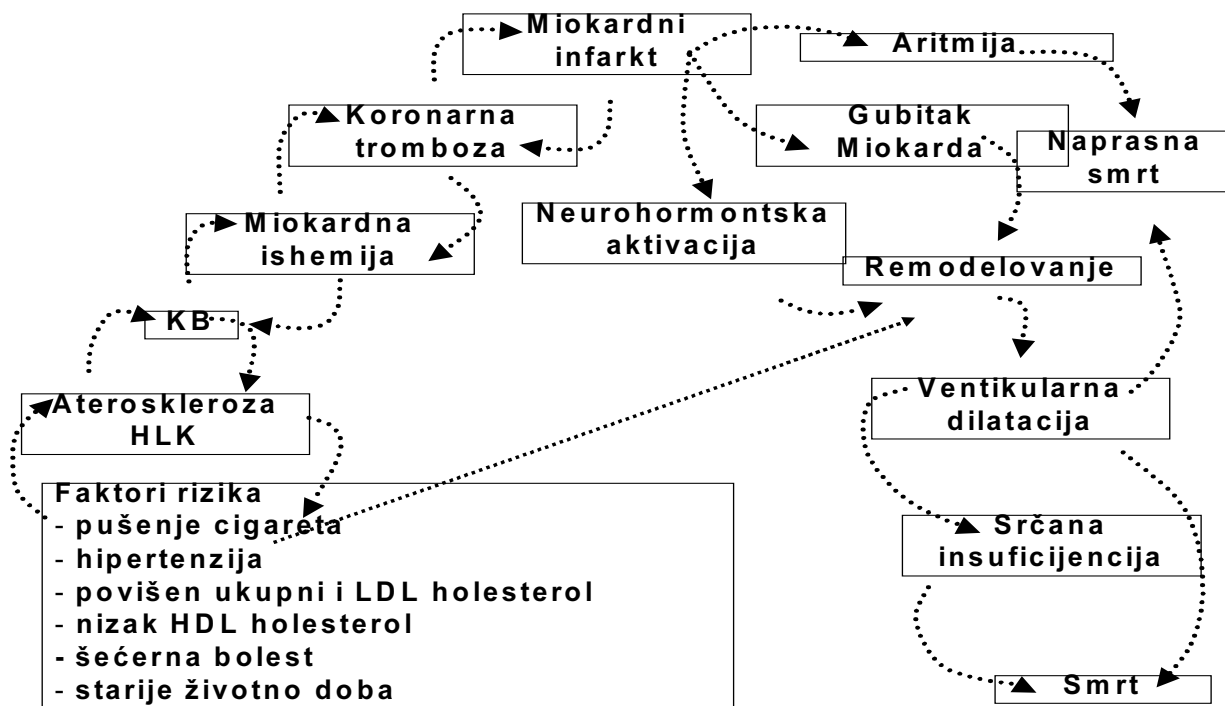 Miokardni
infarkt
Aritmija
Koronarna
tromboza
Gubitak
Miokarda
Naprasna
smrt
Miokardna
ishemija
Neurohormontska
aktivacija
Remodelovanje
KB
Ateroskleroza
HLK
Ventikularna
dilatacija
Faktori rizika
- pušenje cigareta
- hipertenzija
- povišen ukupni i LDL holesterol
- nizak HDL holesterol
- šećerna bolest
- starije životno doba
Srčana
insuficijencija
Smrt